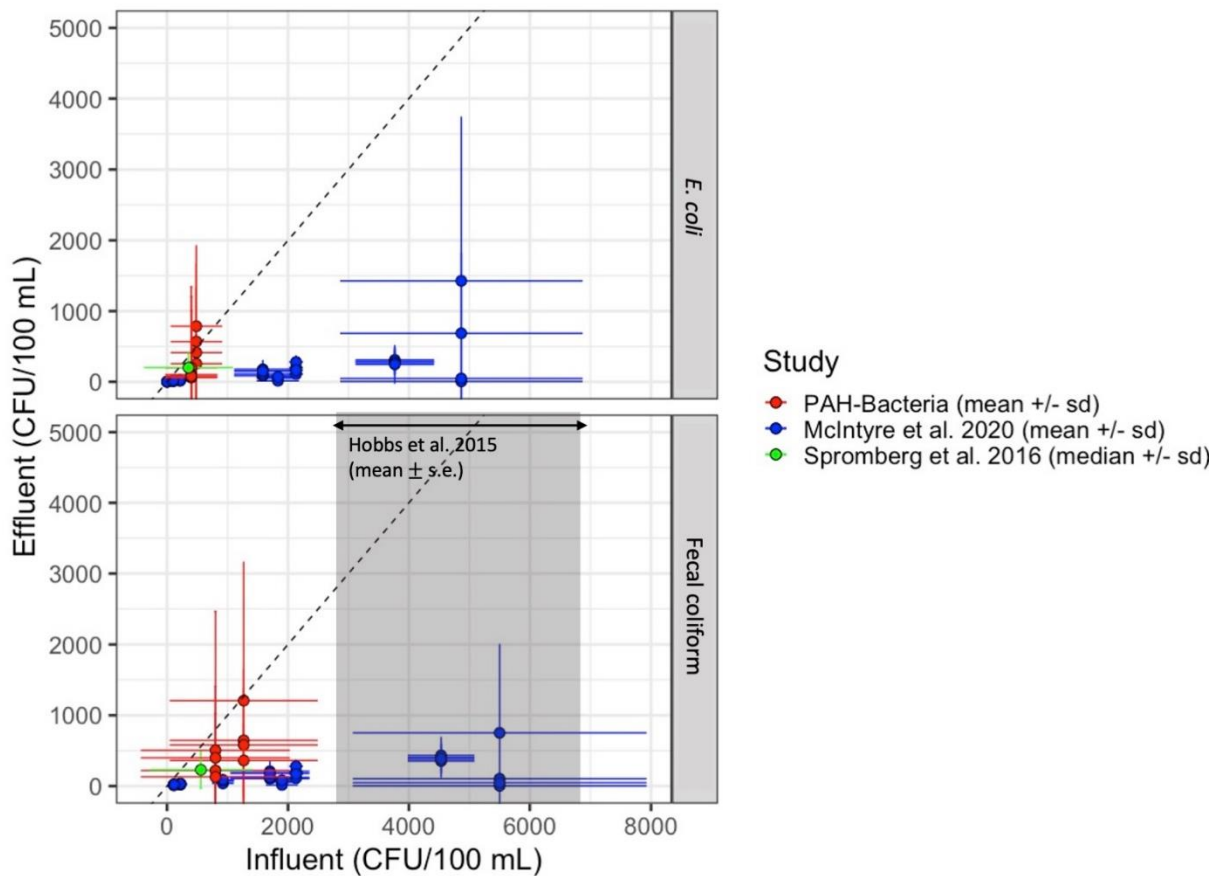 Effluent (CFU/100 mL)
5000
4000
3000
2000
1000
0
E. coli
5000
4000
3000
2000
1000
0
Hobbs et al. 2015
(mean ± s.e.)
Fecal coliform
0 2000 4000 6000 8000
Influent (CFU/100 mL)
Study
PAH-Bacteria (mean +/- sd)
McIntyre et al. 2020 (mean +/- sd)
Spromberg et al. 2016 (median +/- sd)